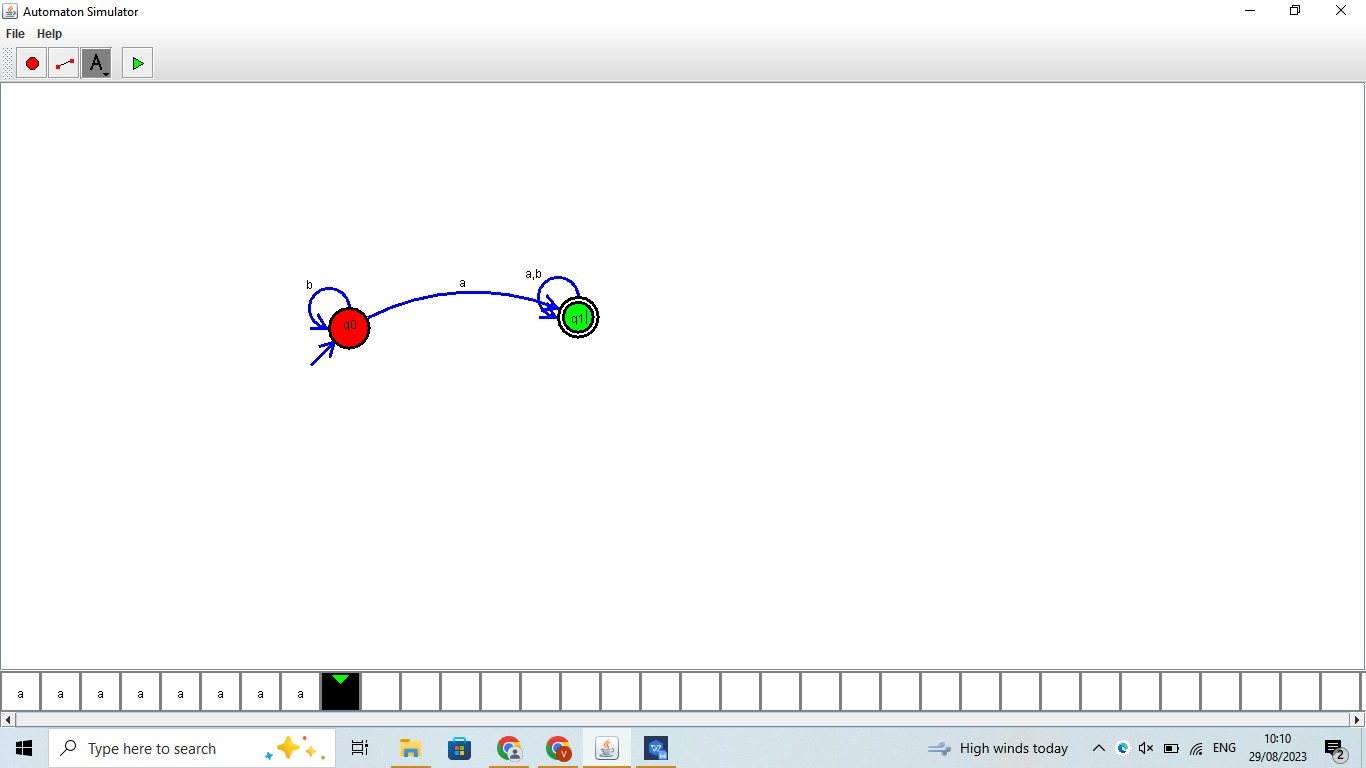 Automaton Simulator
File Help
A
a,b
b
a
q0
q1
a a a a a a a a
Type here to search
High winds today
ENG
10:10
29/08/2023
2